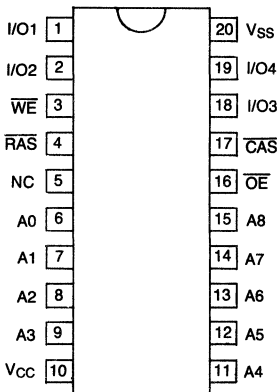 I/O1 1 20 VSS
I/O2 2 19 I/O4
WE 3 18 I/O3
RAS 4 17 CAS
NC 5 16 OE
A0 6 15 A8
A1 7 14 A7
A2 8 13 A6
A3 9 12 A5
VCC 10 11 A4